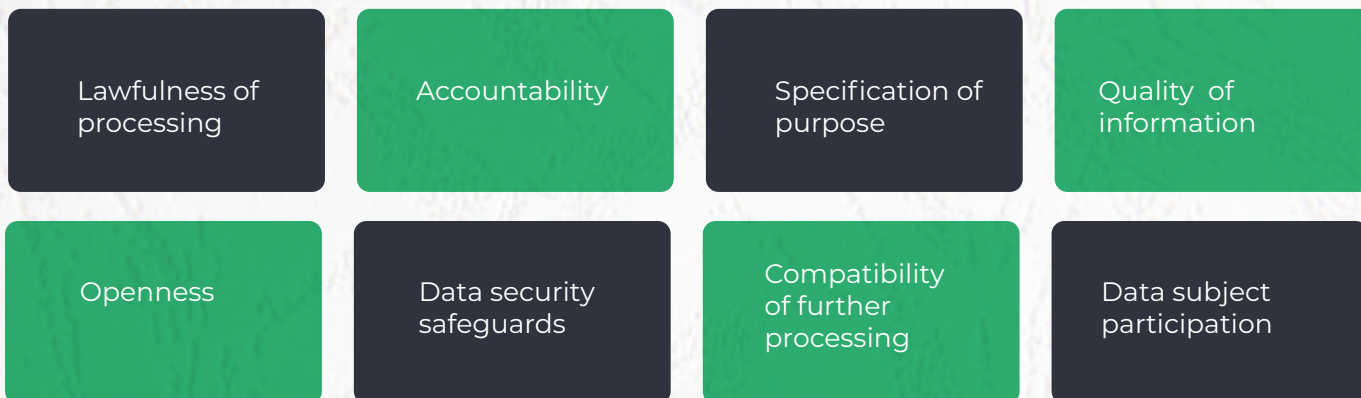 Lawfulness of
processing
Accountability
Specification of
purpose
Quality  of
information
Openness
Data security
safeguards
Compatibility
of further
processing
Data subject
participation